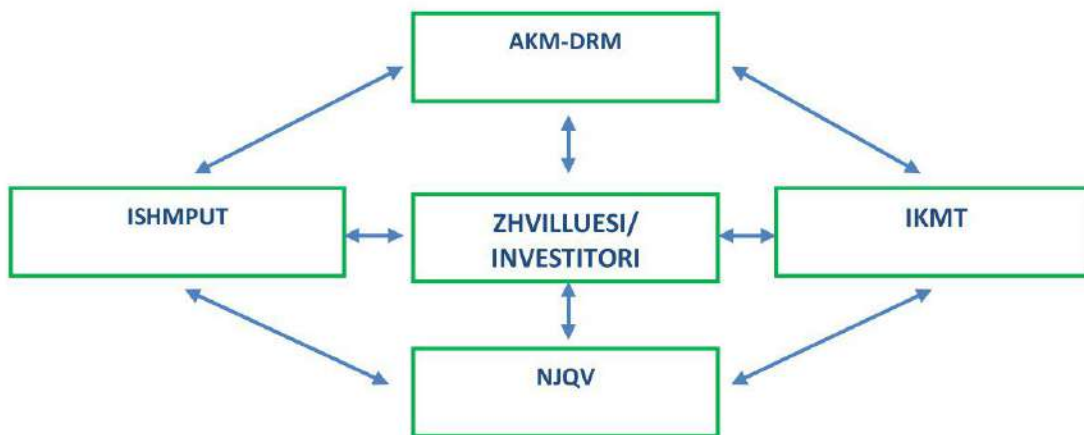 AKM-DRM
ISHMPUT
ZHVILLUESI/
INVESTITORI
IKMT
NJQV